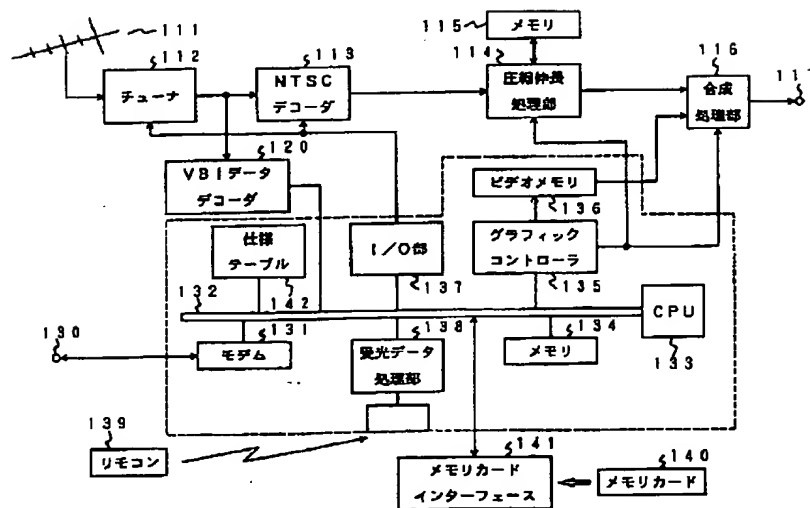 111
112
チューナ
113
NTSC
デコーダ
115
メモリ
114
圧縮伸長
処理部
116
合成
処理部
120
VBIデータ
デコーダ
ビデオメモリ
136
仕様
テーブル
142
I/O部
137
グラフィック
コントローラ
135
132
CPU
133
130
131
モデム
138
受光データ
処理部
134
メモリ
139
リモコン
141
メモリカード
インターフェース
140
メモリカード